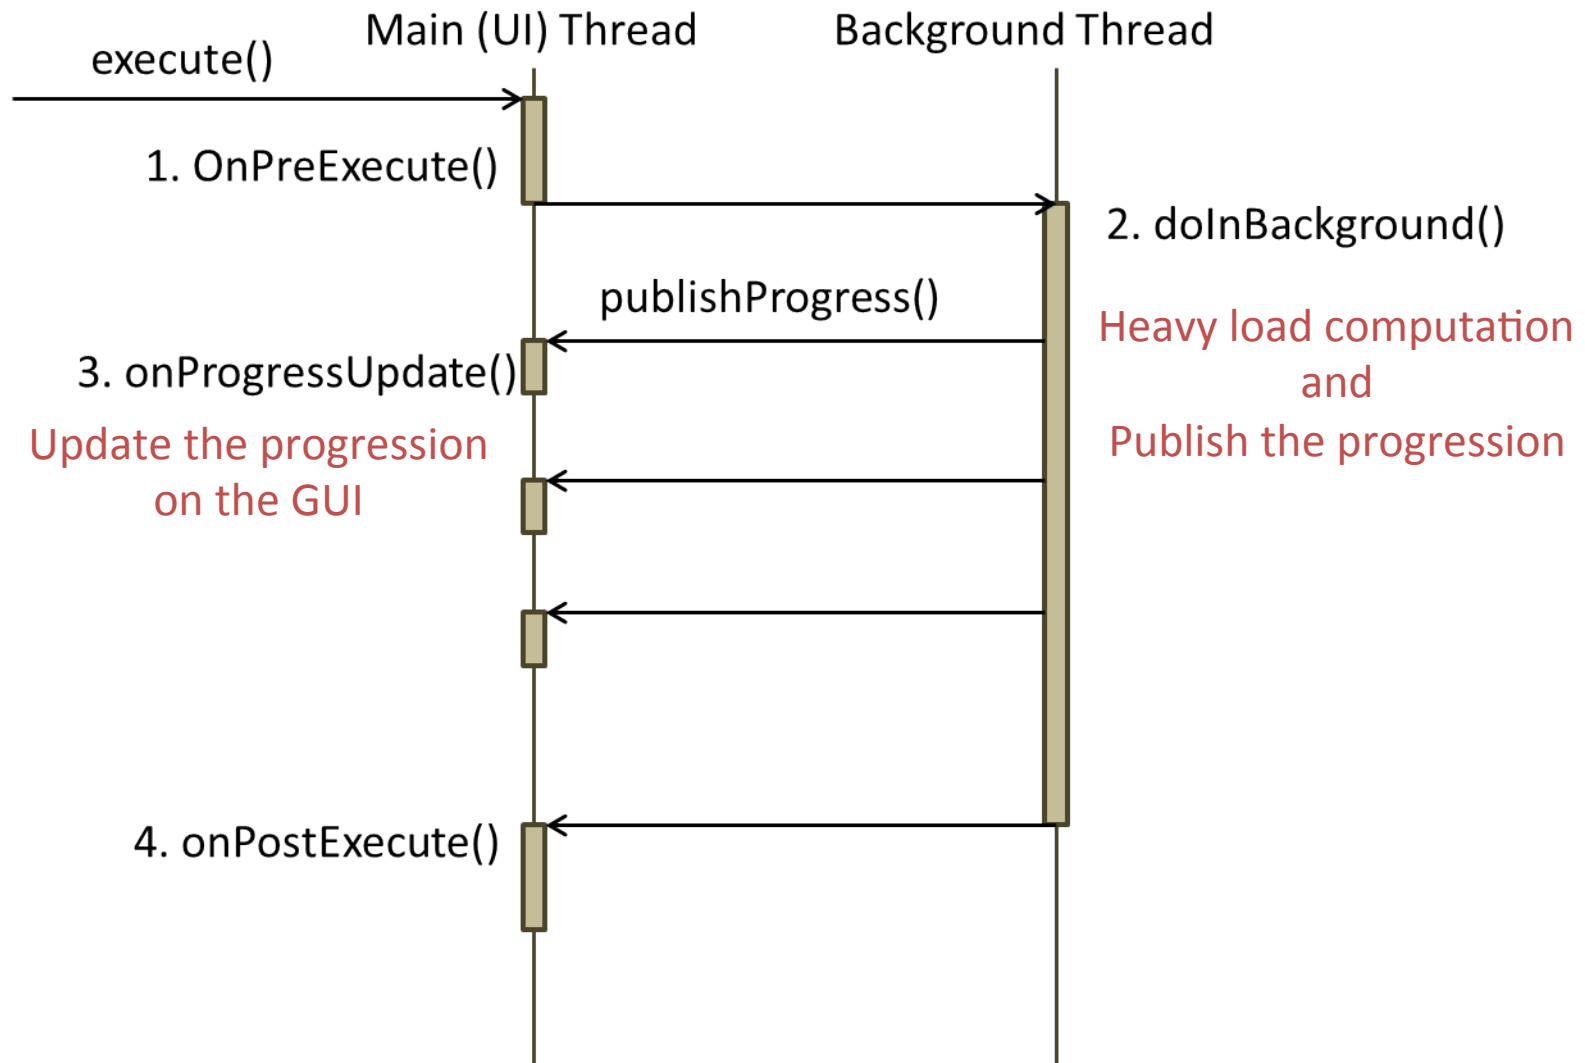 Main (UI) Thread
Background Thread
execute()
1. OnPreExecute()
2. doInBackground()
publishProgress()
Heavy load computation
and
Publish the progression
3. onProgressUpdate()
Update the progression
on the GUI
4. onPostExecute()